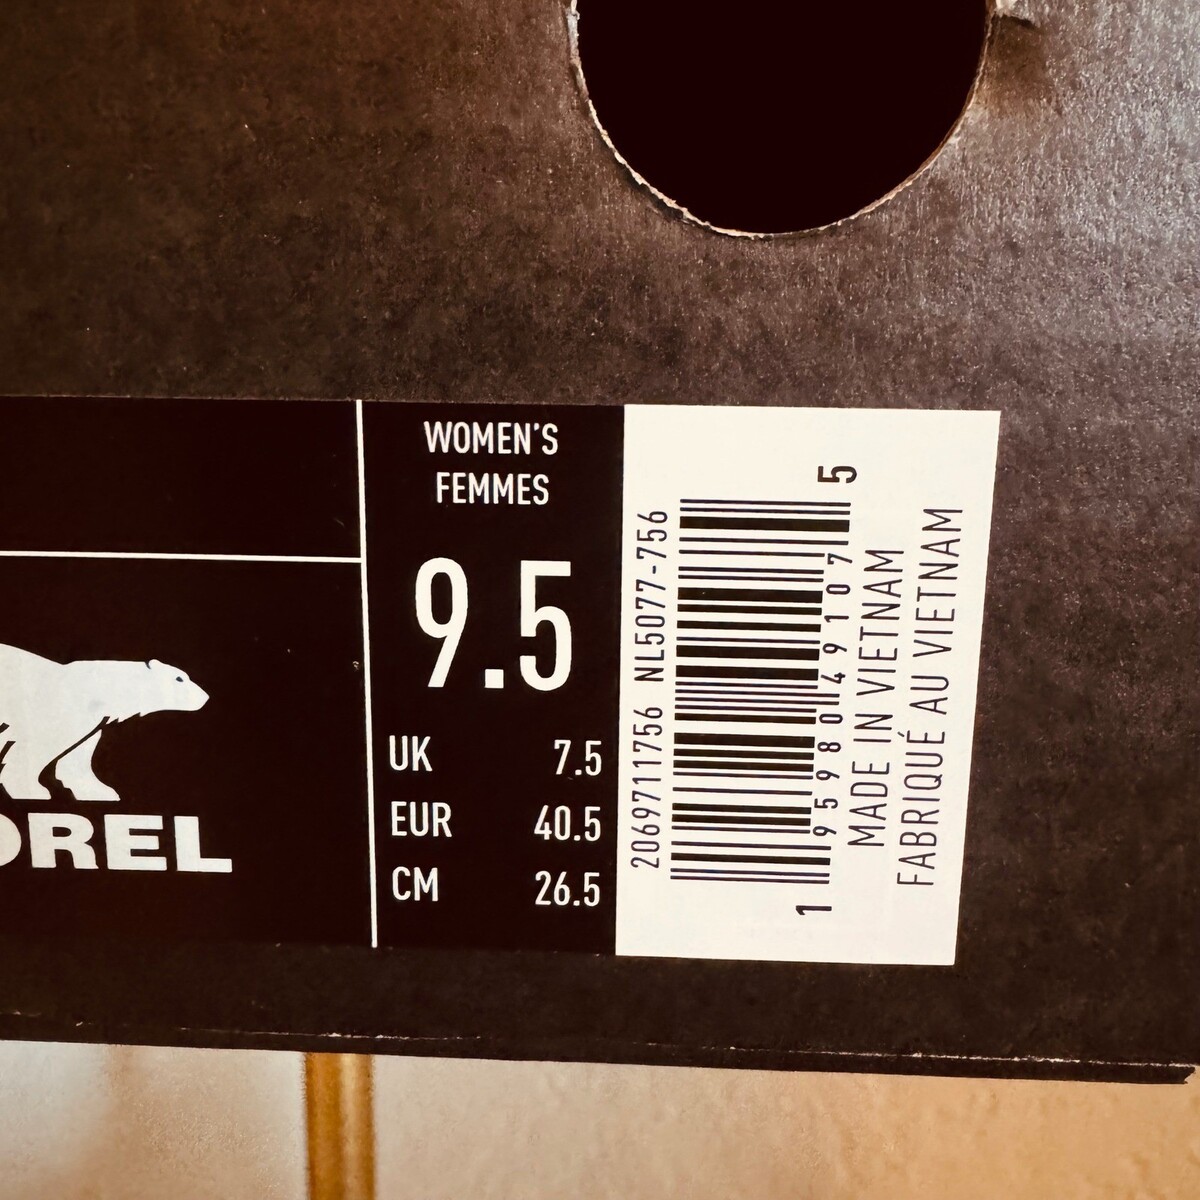 OREL
WOMEN'S
FEMMES
9.5
UK 7.5
EUR 40.5
CM 26.5
2069711756 NL5077-756
1 95980 49107 5
MADE IN VIETNAM
FABRIQUÉ AU VIETNAM